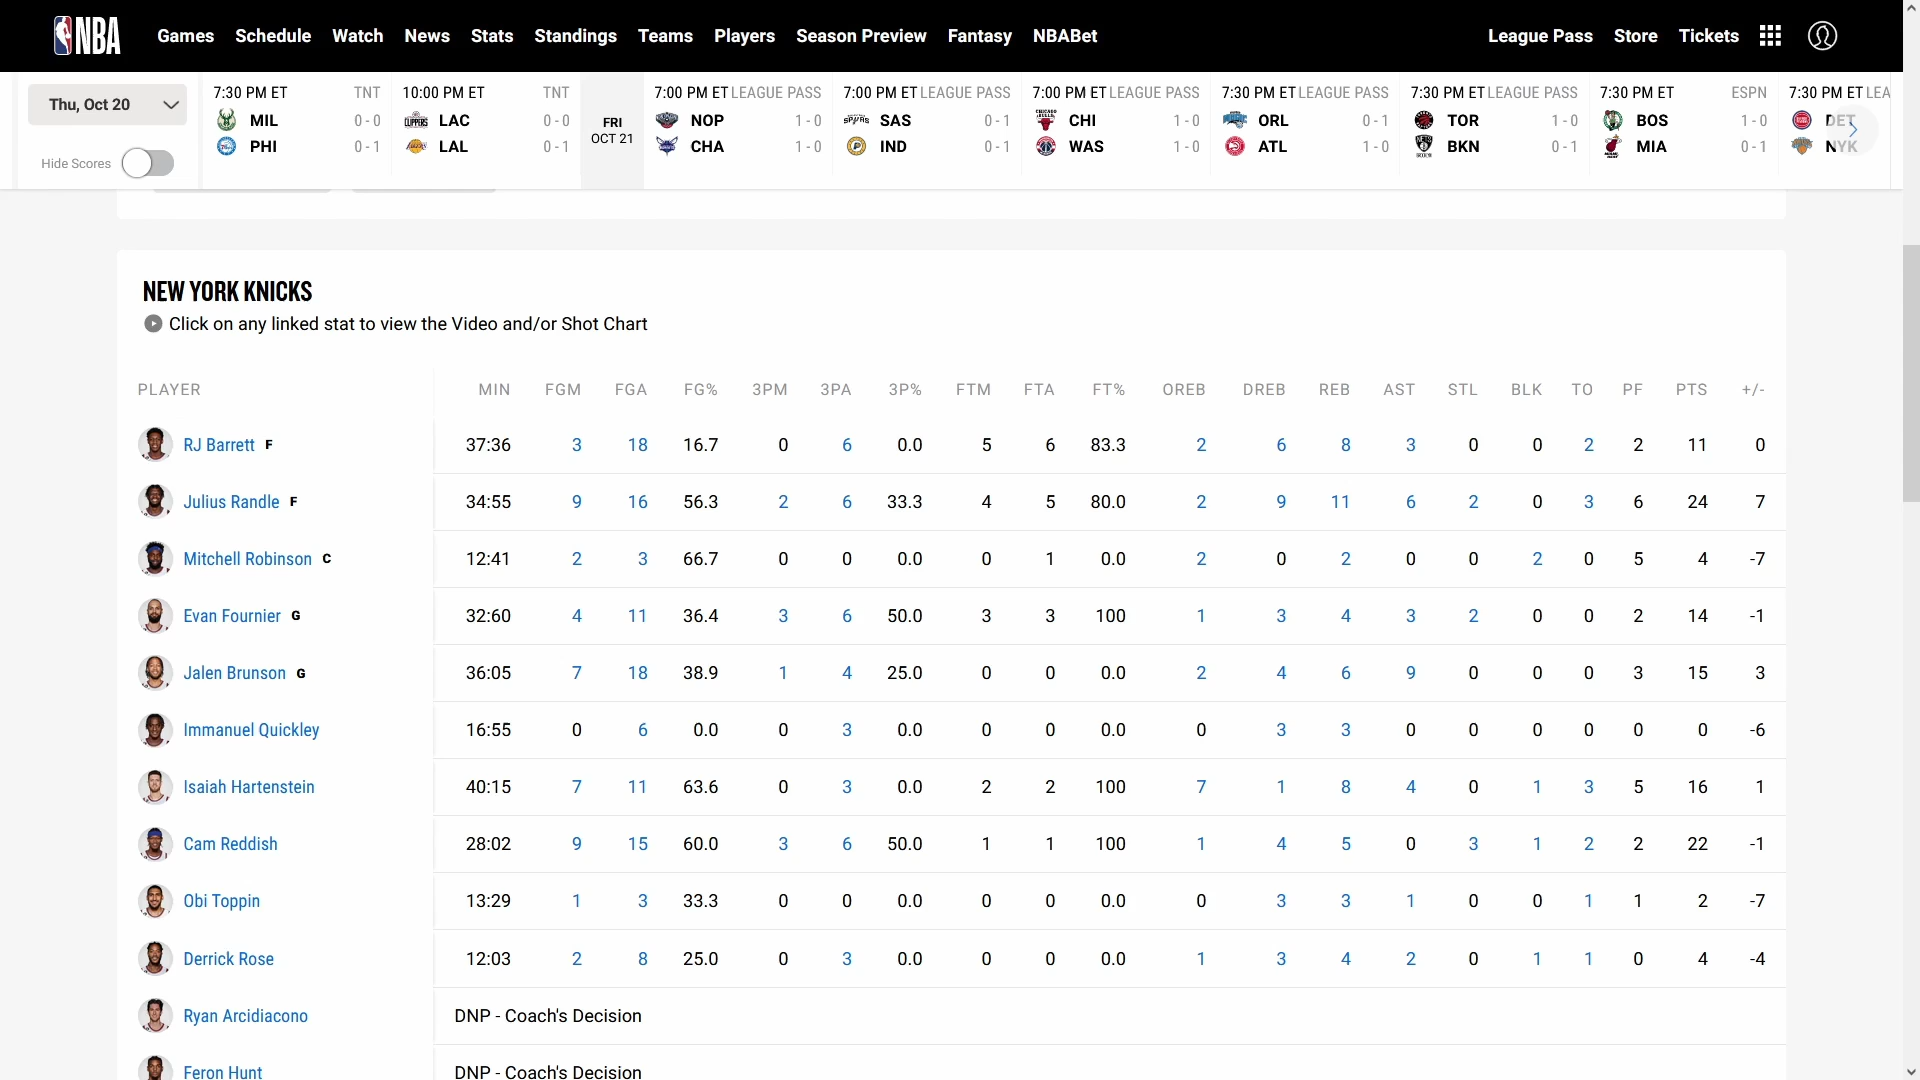 NBA Games Schedule Watch News Stats Standings Teams Players Season Preview Fantasy NBABet League Pass Store Tickets
Thu, Oct 20
Hide Scores
7:30 PM ET TNT
MIL 0 - 0
PHI 0 - 1
10:00 PM ET TNT
LAC 0 - 0
LAL 0 - 1
FRI
OCT 21
7:00 PM ET LEAGUE PASS
NOP 1 - 0
CHA 1 - 0
7:00 PM ET LEAGUE PASS
SAS 0 - 1
IND 0 - 1
7:00 PM ET LEAGUE PASS
CHI 1 - 0
WAS 1 - 0
7:30 PM ET LEAGUE PASS
ORL 0 - 1
ATL 1 - 0
7:30 PM ET LEAGUE PASS
TOR 1 - 0
BKN 0 - 1
7:30 PM ET ESPN
BOS 1 - 0
MIA 0 - 1
7:30 PM ET LEA
DET
NYK
NEW YORK KNICKS
Click on any linked stat to view the Video and/or Shot Chart
PLAYER MIN FGM FGA FG% 3PM 3PA 3P% FTM FTA FT% OREB DREB REB AST STL BLK TO PF PTS +/-
RJ Barrett F 37:36 3 18 16.7 0 6 0.0 5 6 83.3 2 6 8 3 0 0 2 2 11 0
Julius Randle F 34:55 9 16 56.3 2 6 33.3 4 5 80.0 2 9 11 6 2 0 3 6 24 7
Mitchell Robinson C 12:41 2 3 66.7 0 0 0.0 0 1 0.0 2 0 2 0 0 2 0 5 4 -7
Evan Fournier G 32:60 4 11 36.4 3 6 50.0 3 3 100 1 3 4 3 2 0 0 2 14 -1
Jalen Brunson G 36:05 7 18 38.9 1 4 25.0 0 0 0.0 2 4 6 9 0 0 0 3 15 3
Immanuel Quickley 16:55 0 6 0.0 0 3 0.0 0 0 0.0 0 3 3 0 0 0 0 0 0 -6
Isaiah Hartenstein 40:15 7 11 63.6 0 3 0.0 2 2 100 7 1 8 4 0 1 3 5 16 1
Cam Reddish 28:02 9 15 60.0 3 6 50.0 1 1 100 1 4 5 0 3 1 2 2 22 -1
Obi Toppin 13:29 1 3 33.3 0 0 0.0 0 0 0.0 0 3 3 1 0 0 1 1 2 -7
Derrick Rose 12:03 2 8 25.0 0 3 0.0 0 0 0.0 1 3 4 2 0 1 1 0 4 -4
Ryan Arcidiacono DNP - Coach's Decision
Feron Hunt DNP - Coach's Decision